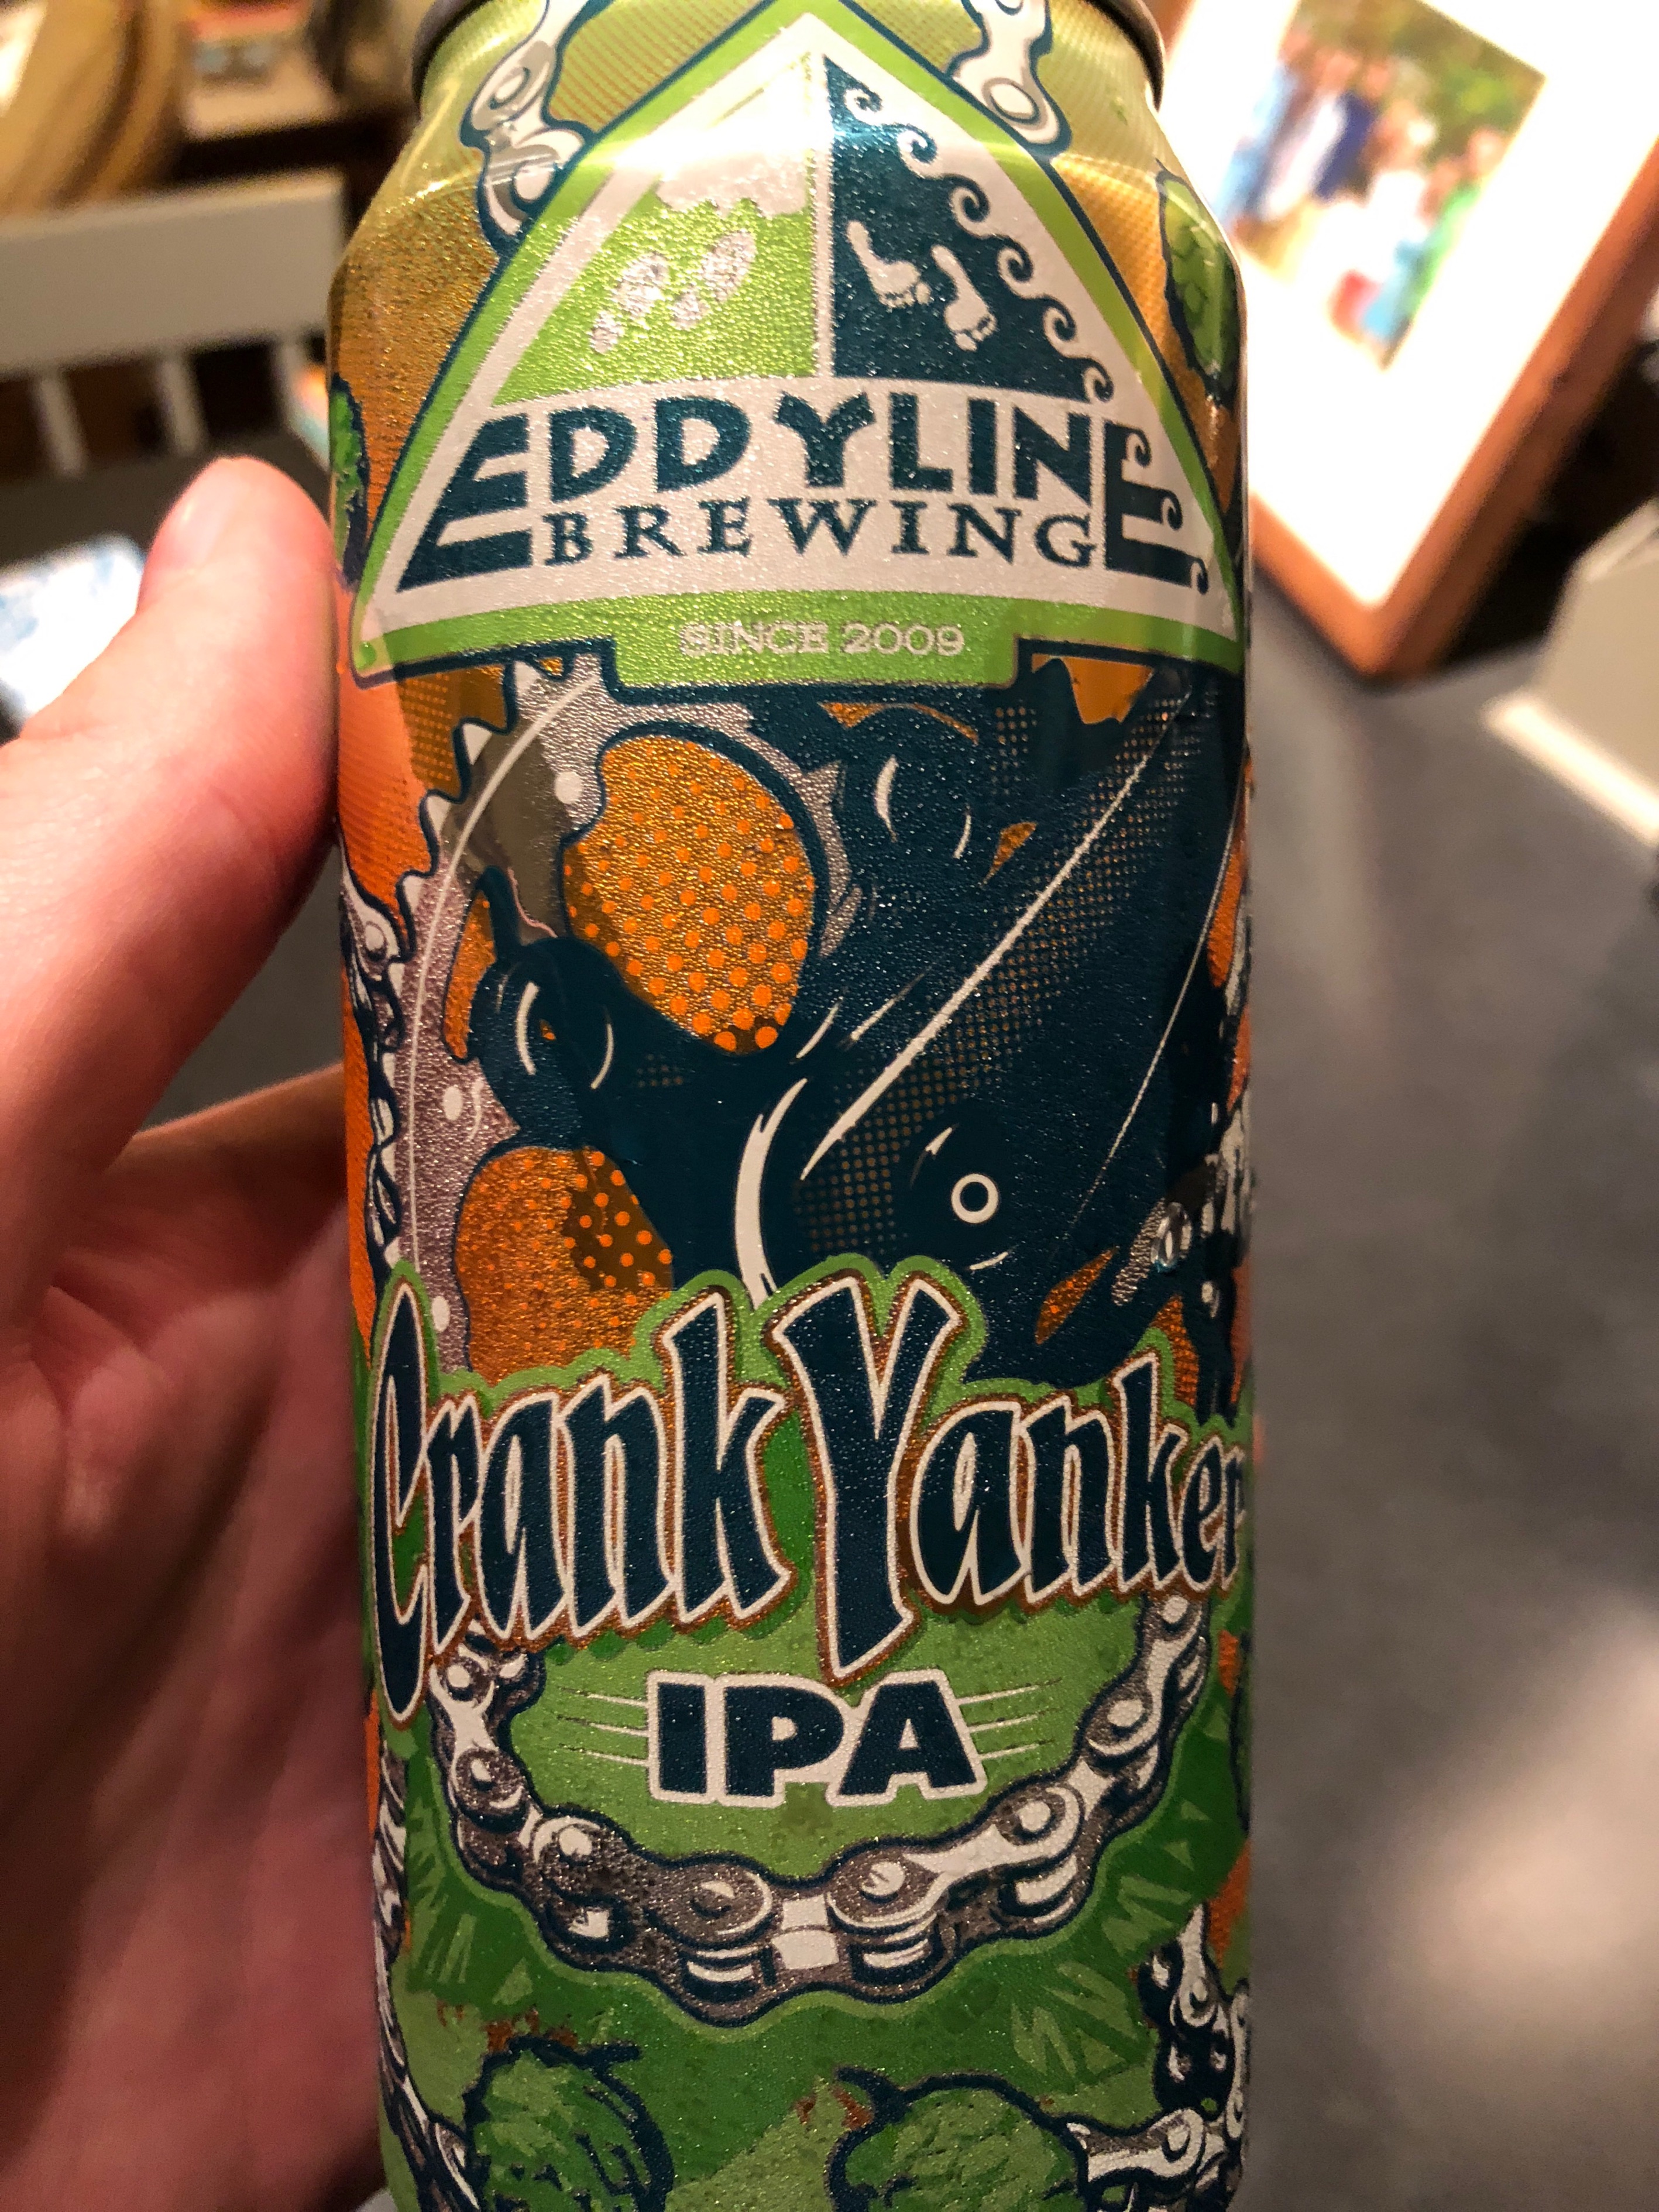 EDDYLINE
BREWING
SINCE 2009
Crank Yanker
IPA